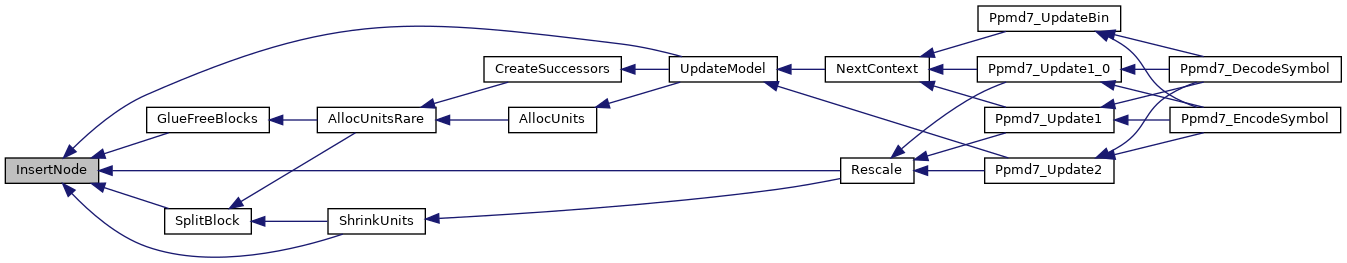 Ppmd7_UpdateBin
CreateSuccessors
UpdateModel
NextContext
Ppmd7_Update1_0
Ppmd7_DecodeSymbol
GlueFreeBlocks
AllocUnitsRare
AllocUnits
Ppmd7_Update1
Ppmd7_EncodeSymbol
InsertNode
Rescale
Ppmd7_Update2
SplitBlock
ShrinkUnits